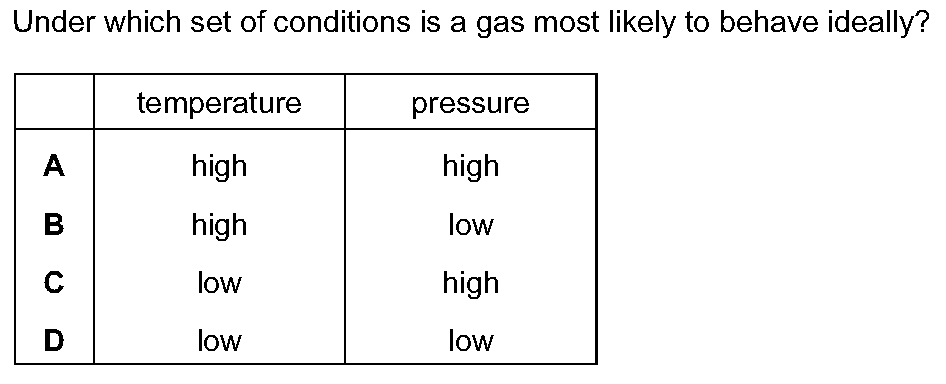 Under which set of conditions is a gas most likely to behave ideally?
temperature pressure
A high high
B high low
C low high
D low low